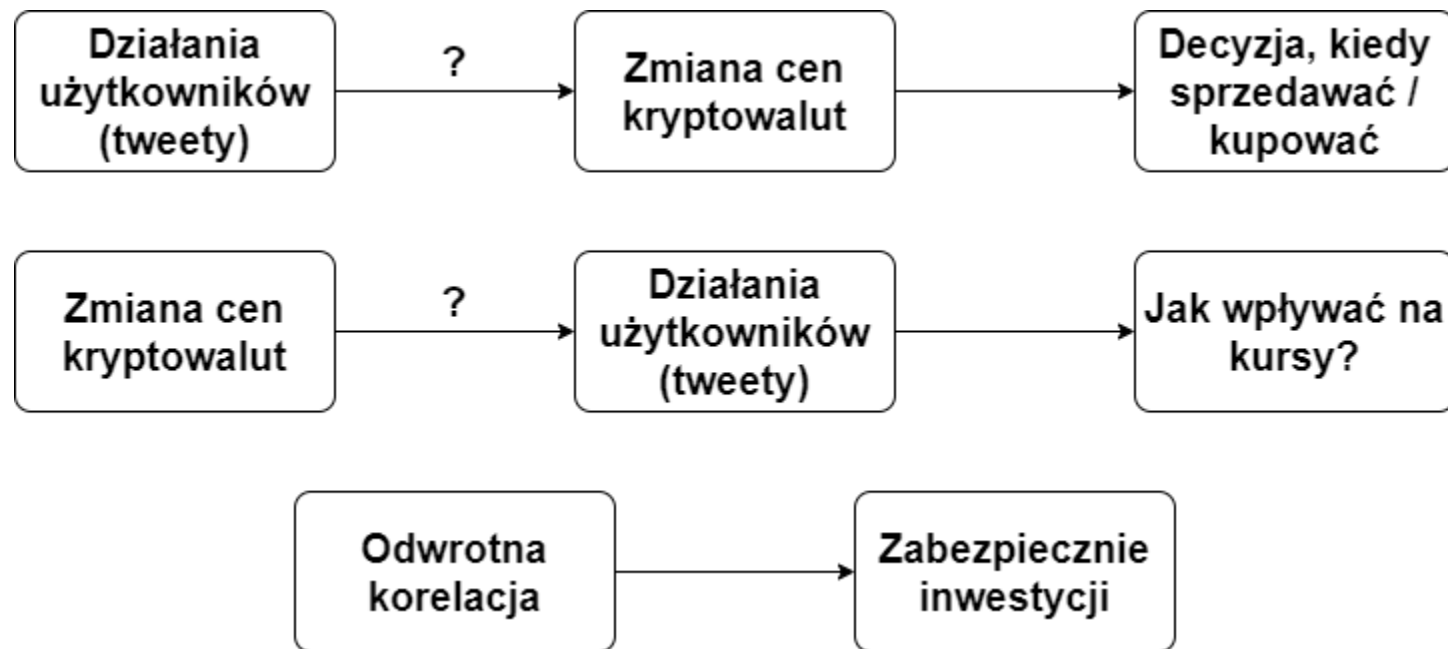 Działania
użytkowników
(tweety)
?
Zmiana cen
kryptowalut
Decyzja, kiedy
sprzedawać /
kupować
Zmiana cen
kryptowalut
?
Działania
użytkowników
(tweety)
Jak wpływać na
kursy?
Odwrotna
korelacja
Zabezpiecznie
inwestycji